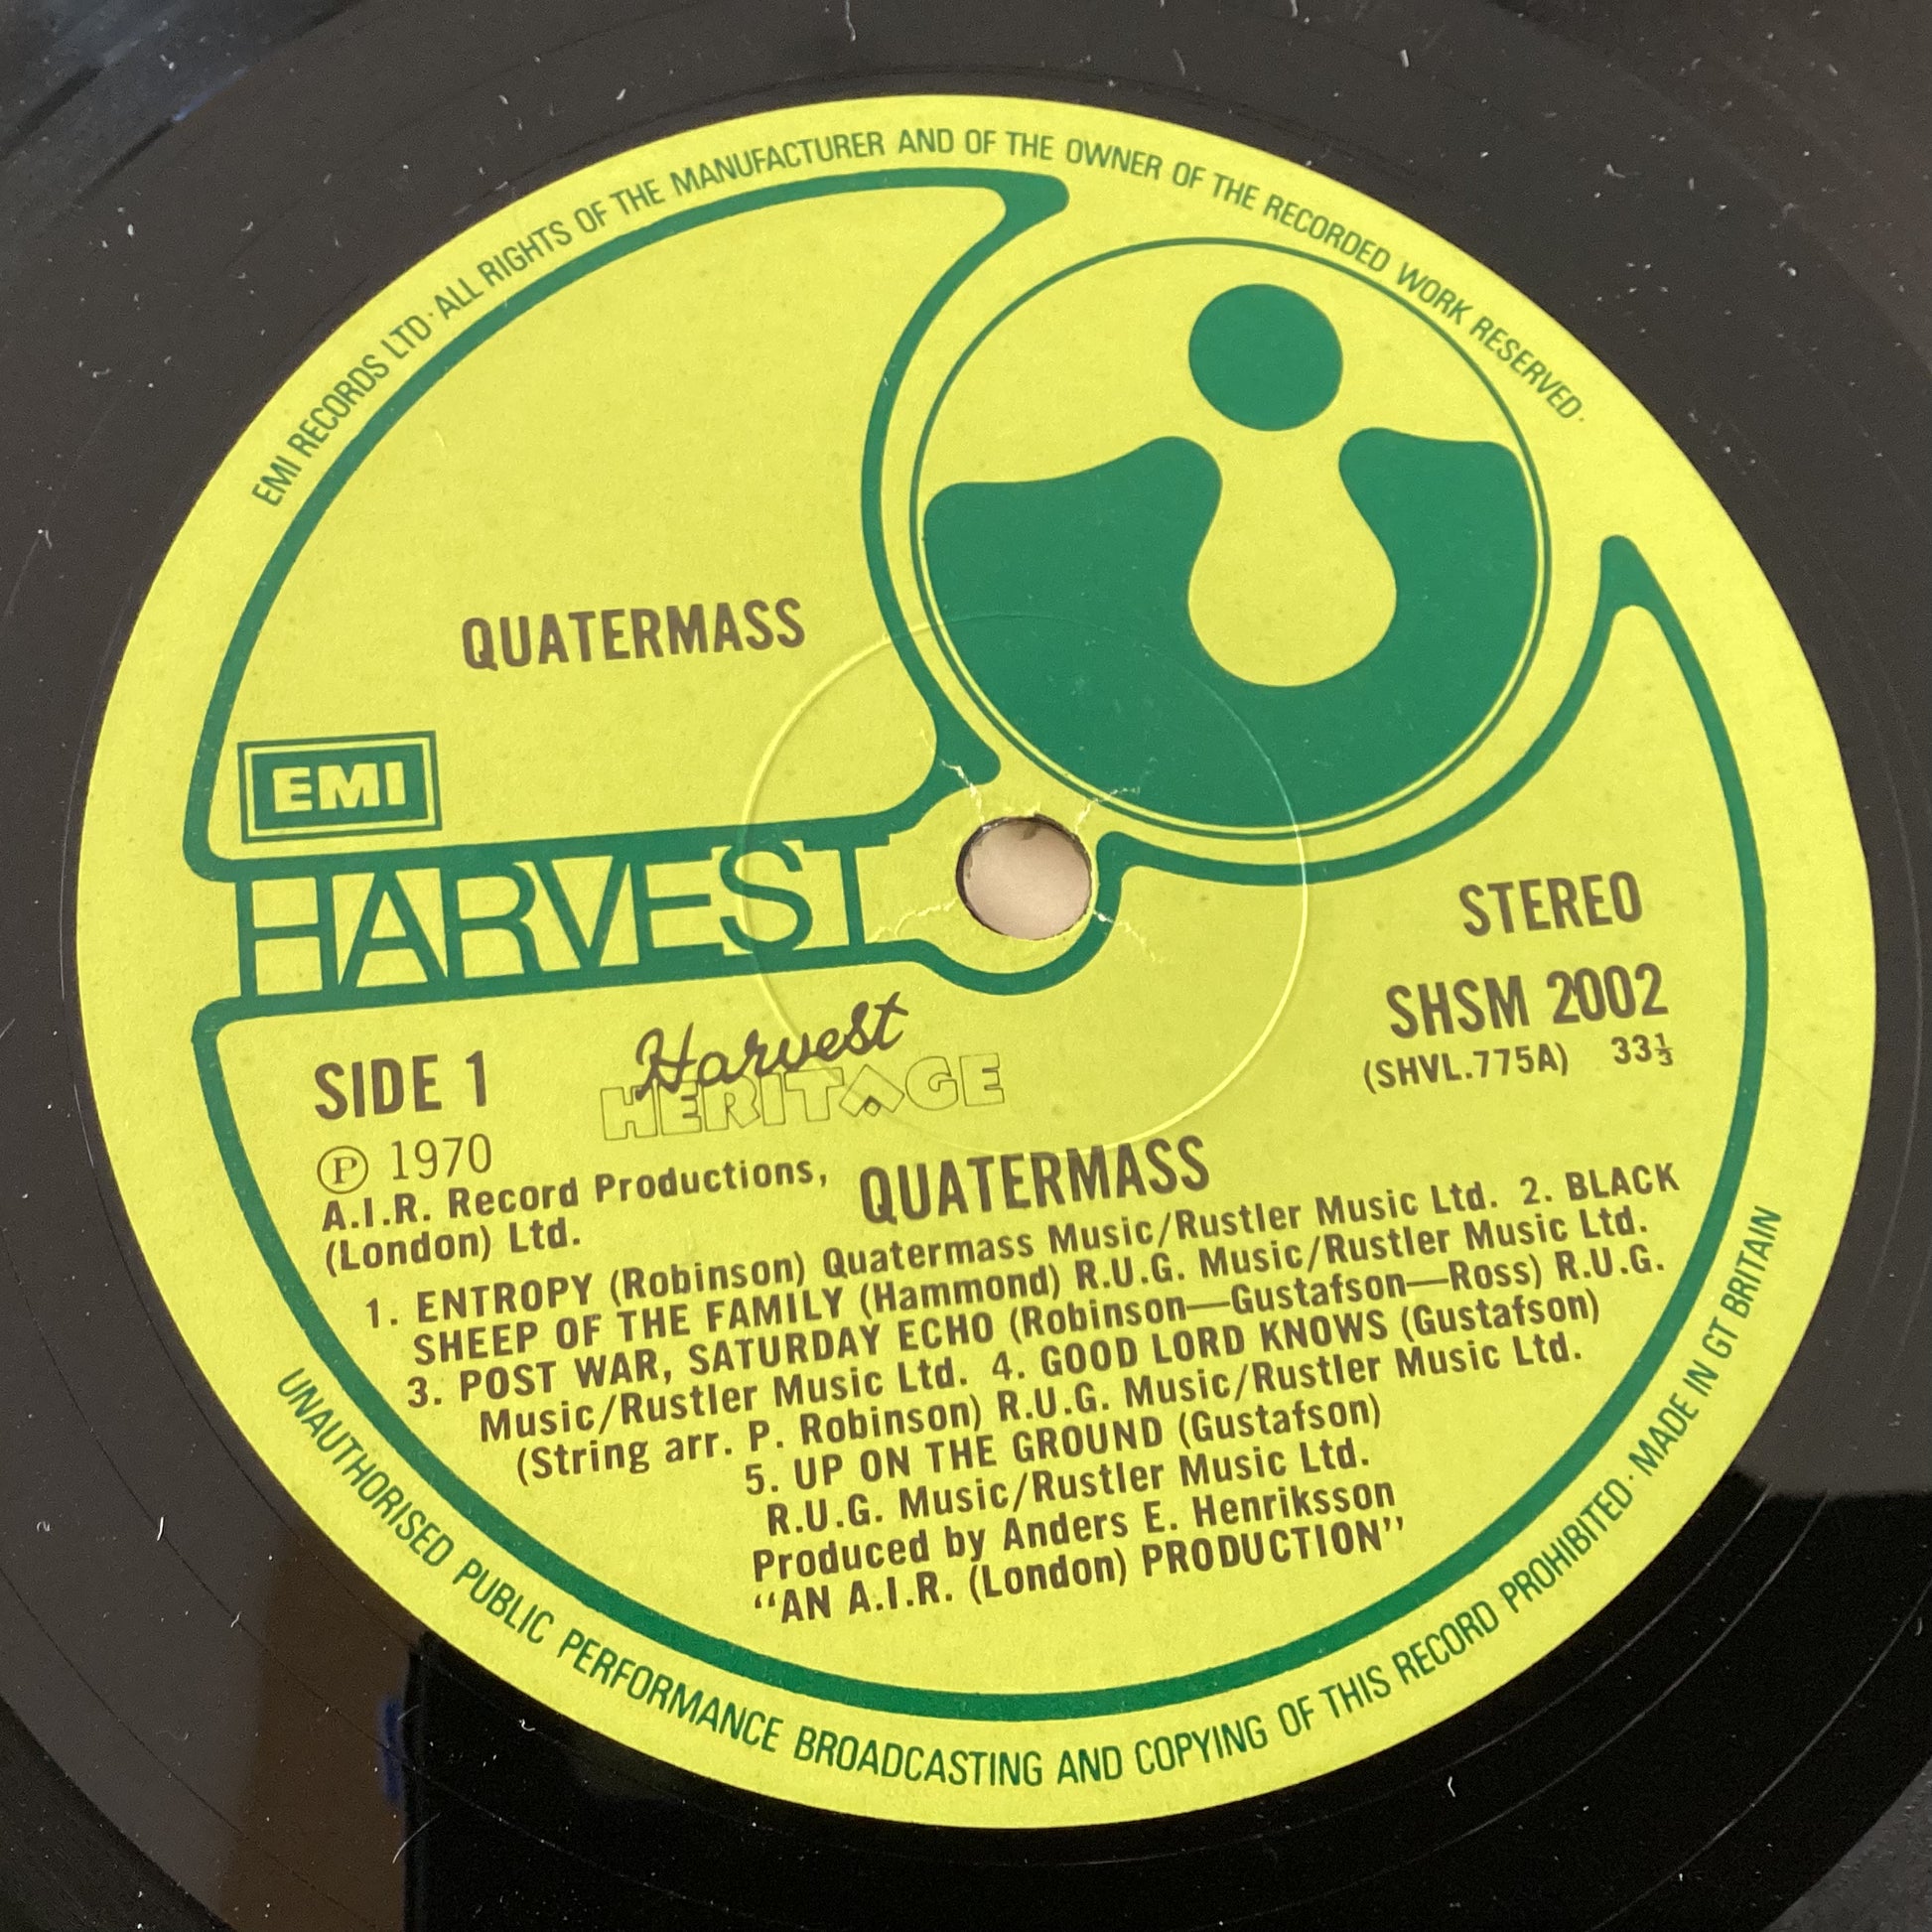 EMI RECORDS LTD · ALL RIGHTS OF THE MANUFACTURER AND OF THE OWNER OF THE RECORDED WORK RESERVED ·
QUATERMASS
EMI
HARVEST
STEREO
SHSM 2002
(SHVL.775A) 33⅓
SIDE 1
Harvest
HERITAGE
Ⓟ 1970
A.I.R. Record Productions,
(London) Ltd.
QUATERMASS
1. ENTROPY (Robinson) Quatermass Music/Rustler Music Ltd. 2. BLACK
SHEEP OF THE FAMILY (Hammond) R.U.G. Music/Rustler Music Ltd.
3. POST WAR, SATURDAY ECHO (Robinson—Gustafson—Ross) R.U.G.
Music/Rustler Music Ltd. 4. GOOD LORD KNOWS (Gustafson)
(String arr. P. Robinson) R.U.G. Music/Rustler Music Ltd.
5. UP ON THE GROUND (Gustafson)
R.U.G. Music/Rustler Music Ltd.
Produced by Anders E. Henriksson
“AN A.I.R. (London) PRODUCTION”
UNAUTHORISED PUBLIC PERFORMANCE BROADCASTING AND COPYING OF THIS RECORD PROHIBITED · MADE IN GT BRITAIN